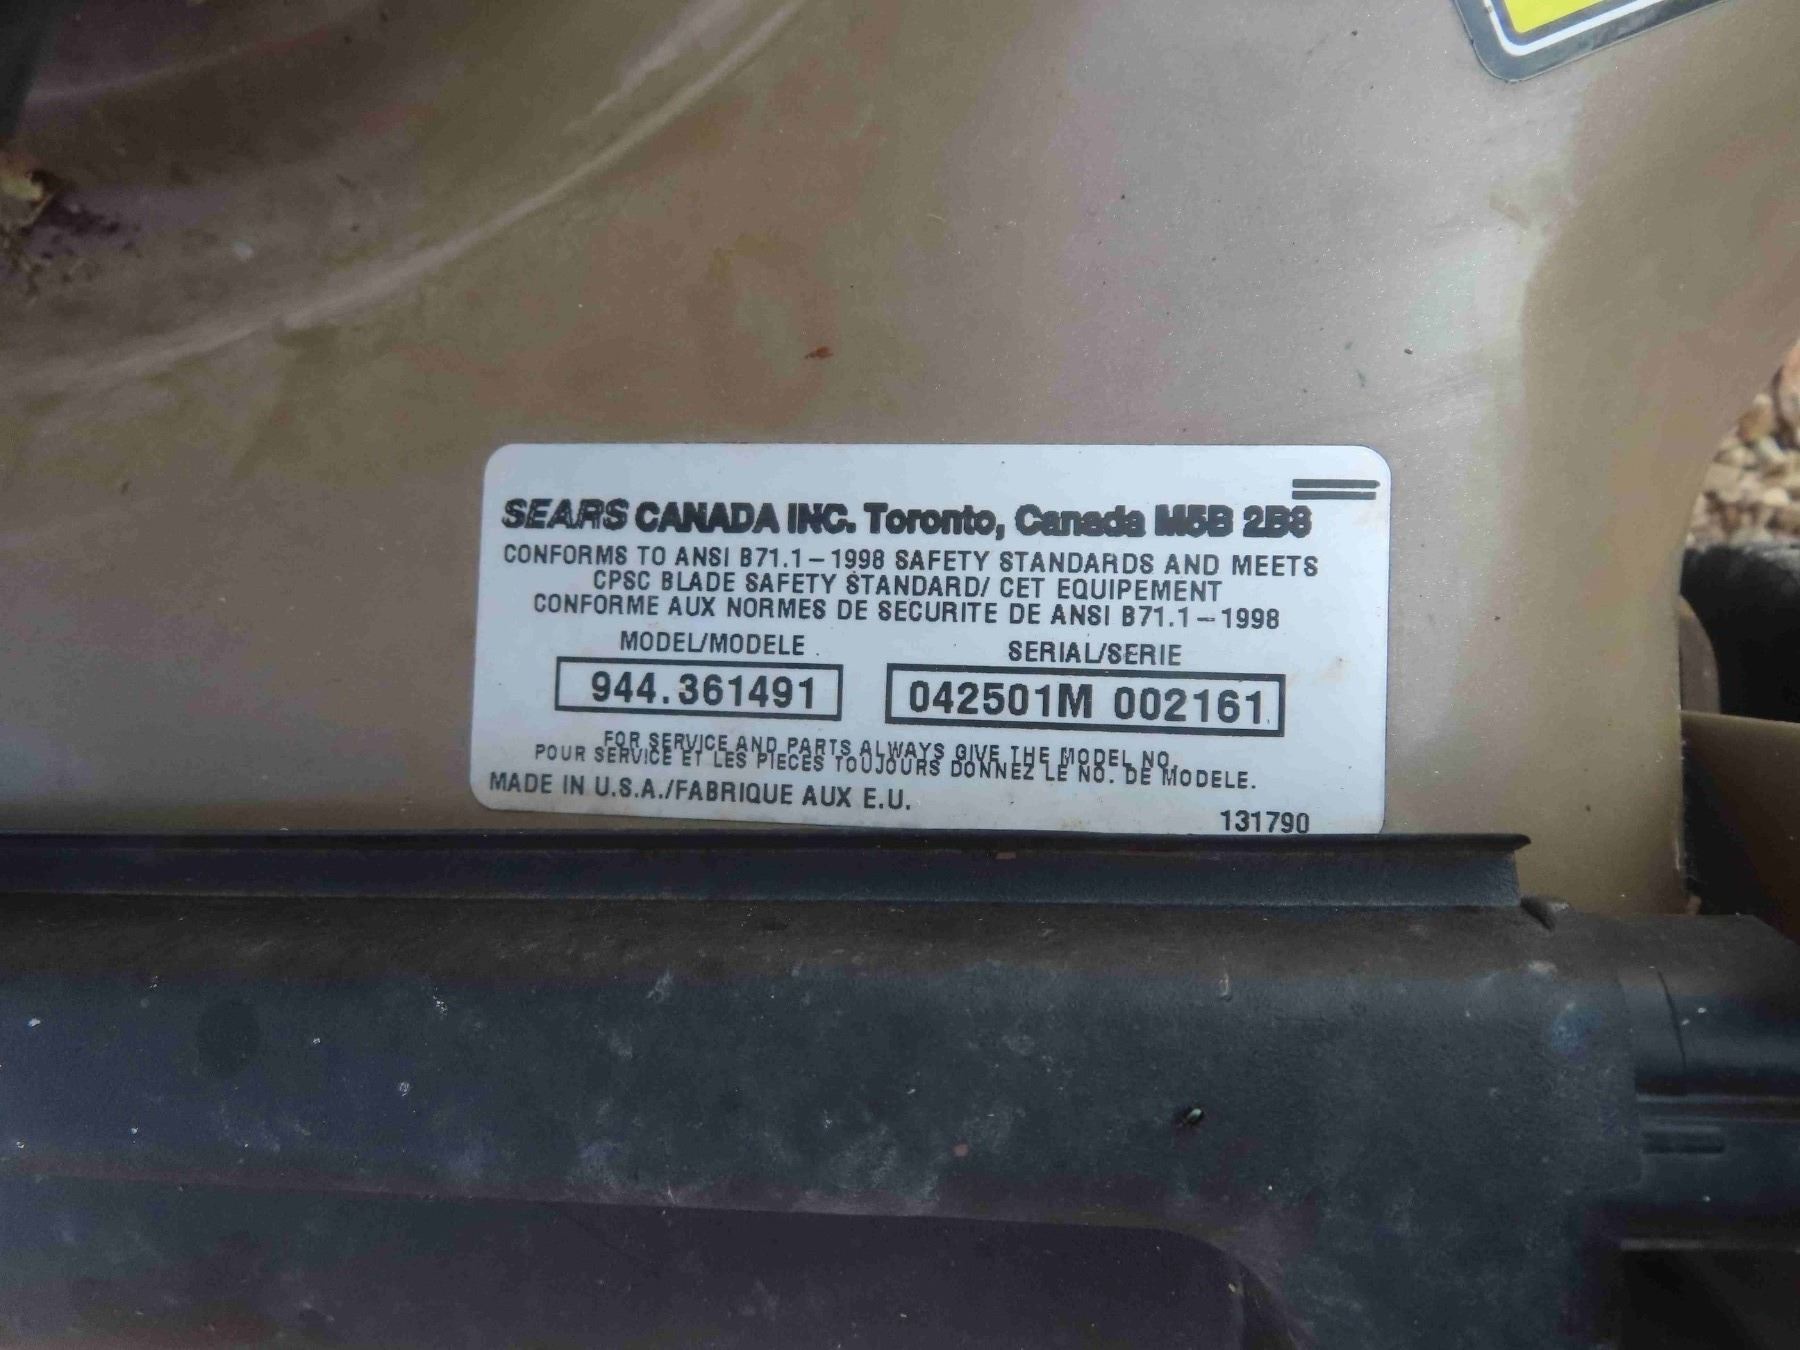 SEARS CANADA INC. Toronto, Canada M5B 2B8
CONFORMS TO ANSI B71.1-1998 SAFETY STANDARDS AND MEETS
CPSC BLADE SAFETY STANDARD/ CET EQUIPEMENT
CONFORME AUX NORMES DE SECURITE DE ANSI B71.1-1998
MODEL/MODELE SERIAL/SERIE
944.361491 042501M 002161
FOR SERVICE AND PARTS ALWAYS GIVE THE MODEL NO.
POUR SERVICE ET LES PIECES TOUJOURS DONNEZ LE NO. DE MODELE.
MADE IN U.S.A./FABRIQUE AUX E.U.
131790